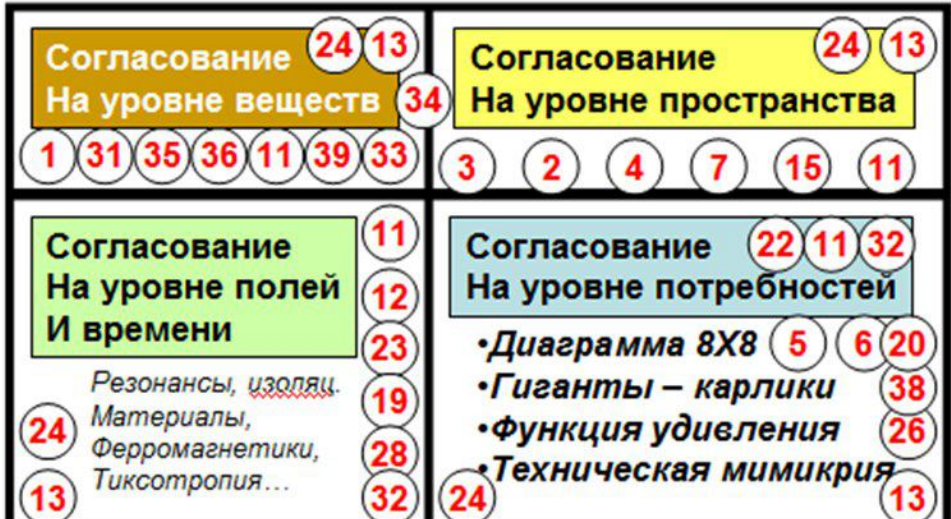 Согласование 24 13
На уровне веществ 34
1 31 35 36 11 39 33
Согласование 24 13
На уровне пространства
3 2 4 7 15 11
Согласование 11
На уровне полей 12
И времени 23
Резонансы, изоляц. 19
24 Материалы,
Ферромагнетики, 28
13 Тиксотропия... 32
Согласование 22 11 32
На уровне потребностей
•Диаграмма 8Х8 5 6 20
•Гиганты – карлики 38
•Функция удивления 26
•Техническая мимикрия
24 13